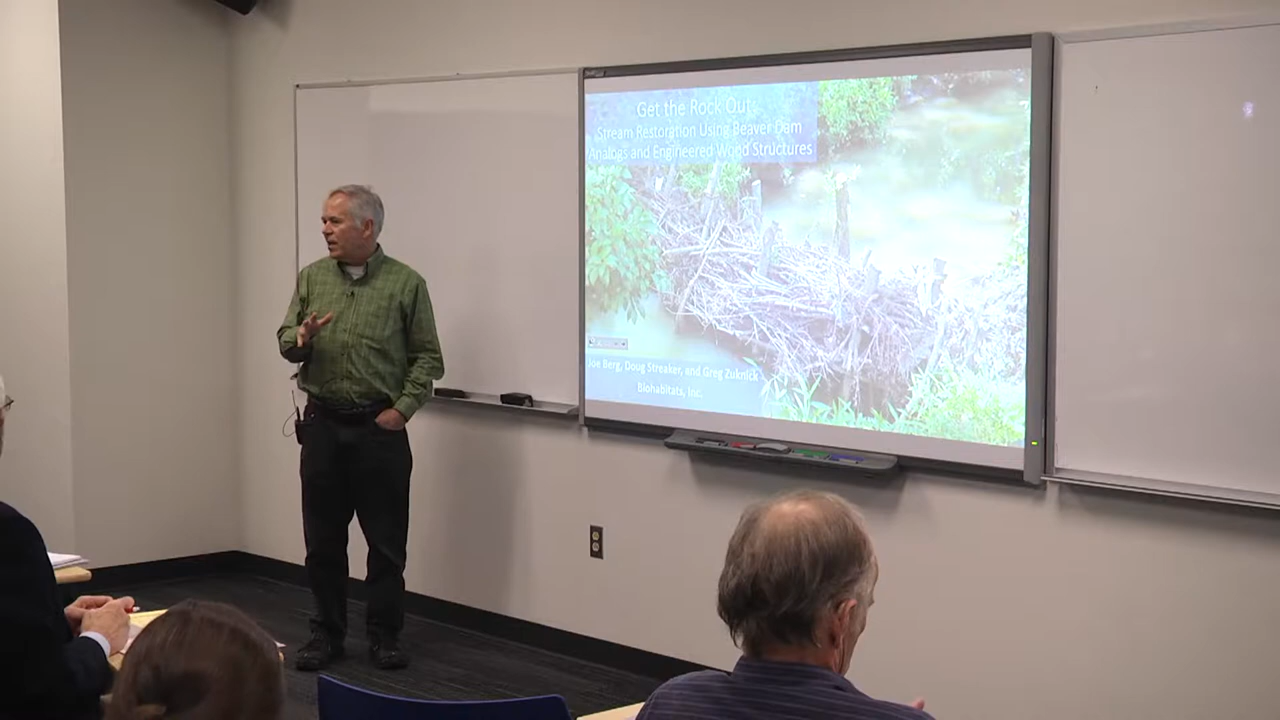 Get the Rock Out:
Stream Restoration Using Beaver Dam
Analogs and Engineered Wood Structures
Joe Berg, Doug Streaker, and Greg Zuknick
Biohabitats, Inc.